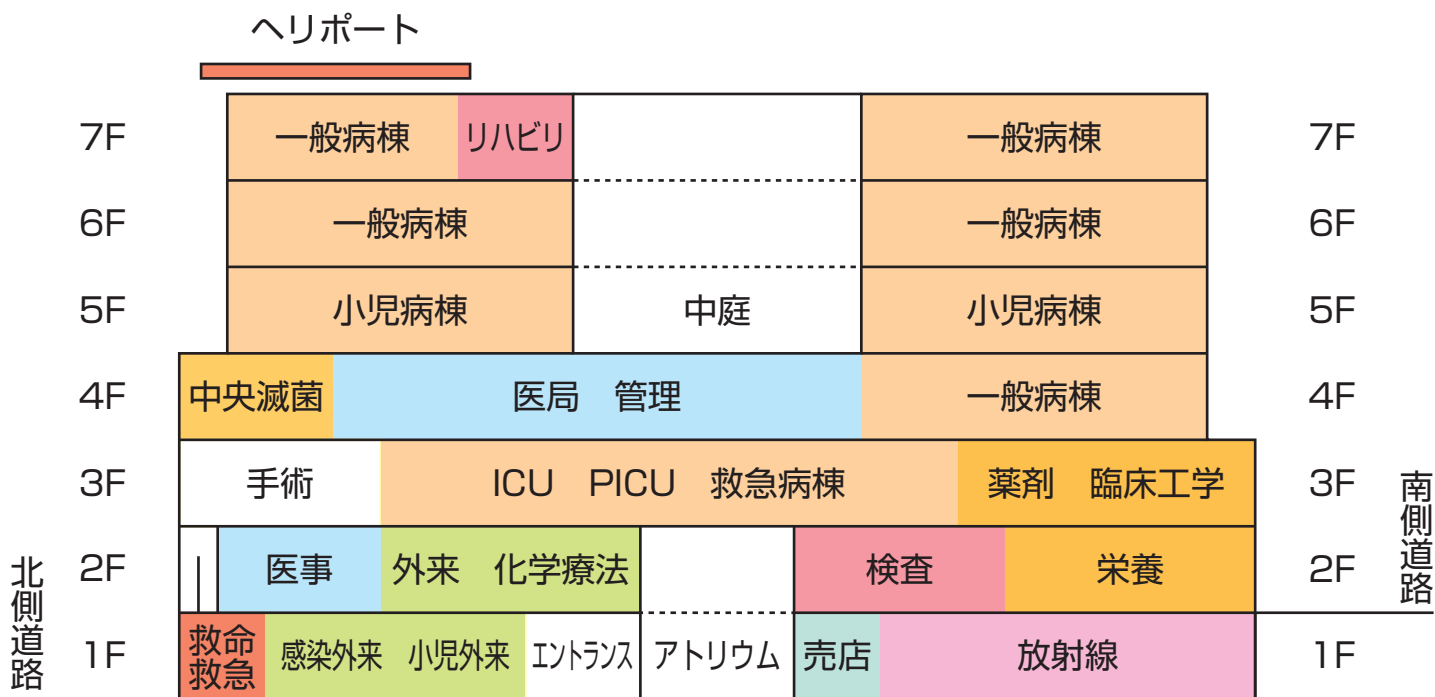 ヘリポート
7F 一般病棟 リハビリ 一般病棟 7F
6F 一般病棟 一般病棟 6F
5F 小児病棟 中庭 小児病棟 5F
4F 中央滅菌 医局 管理 一般病棟 4F
3F 手術 ICU PICU 救急病棟 薬剤 臨床工学 3F
南側道路
北側道路
2F 医事 外来 化学療法 検査 栄養 2F
1F 救命
救急 感染外来 小児外来 エントランス アトリウム 売店 放射線 1F